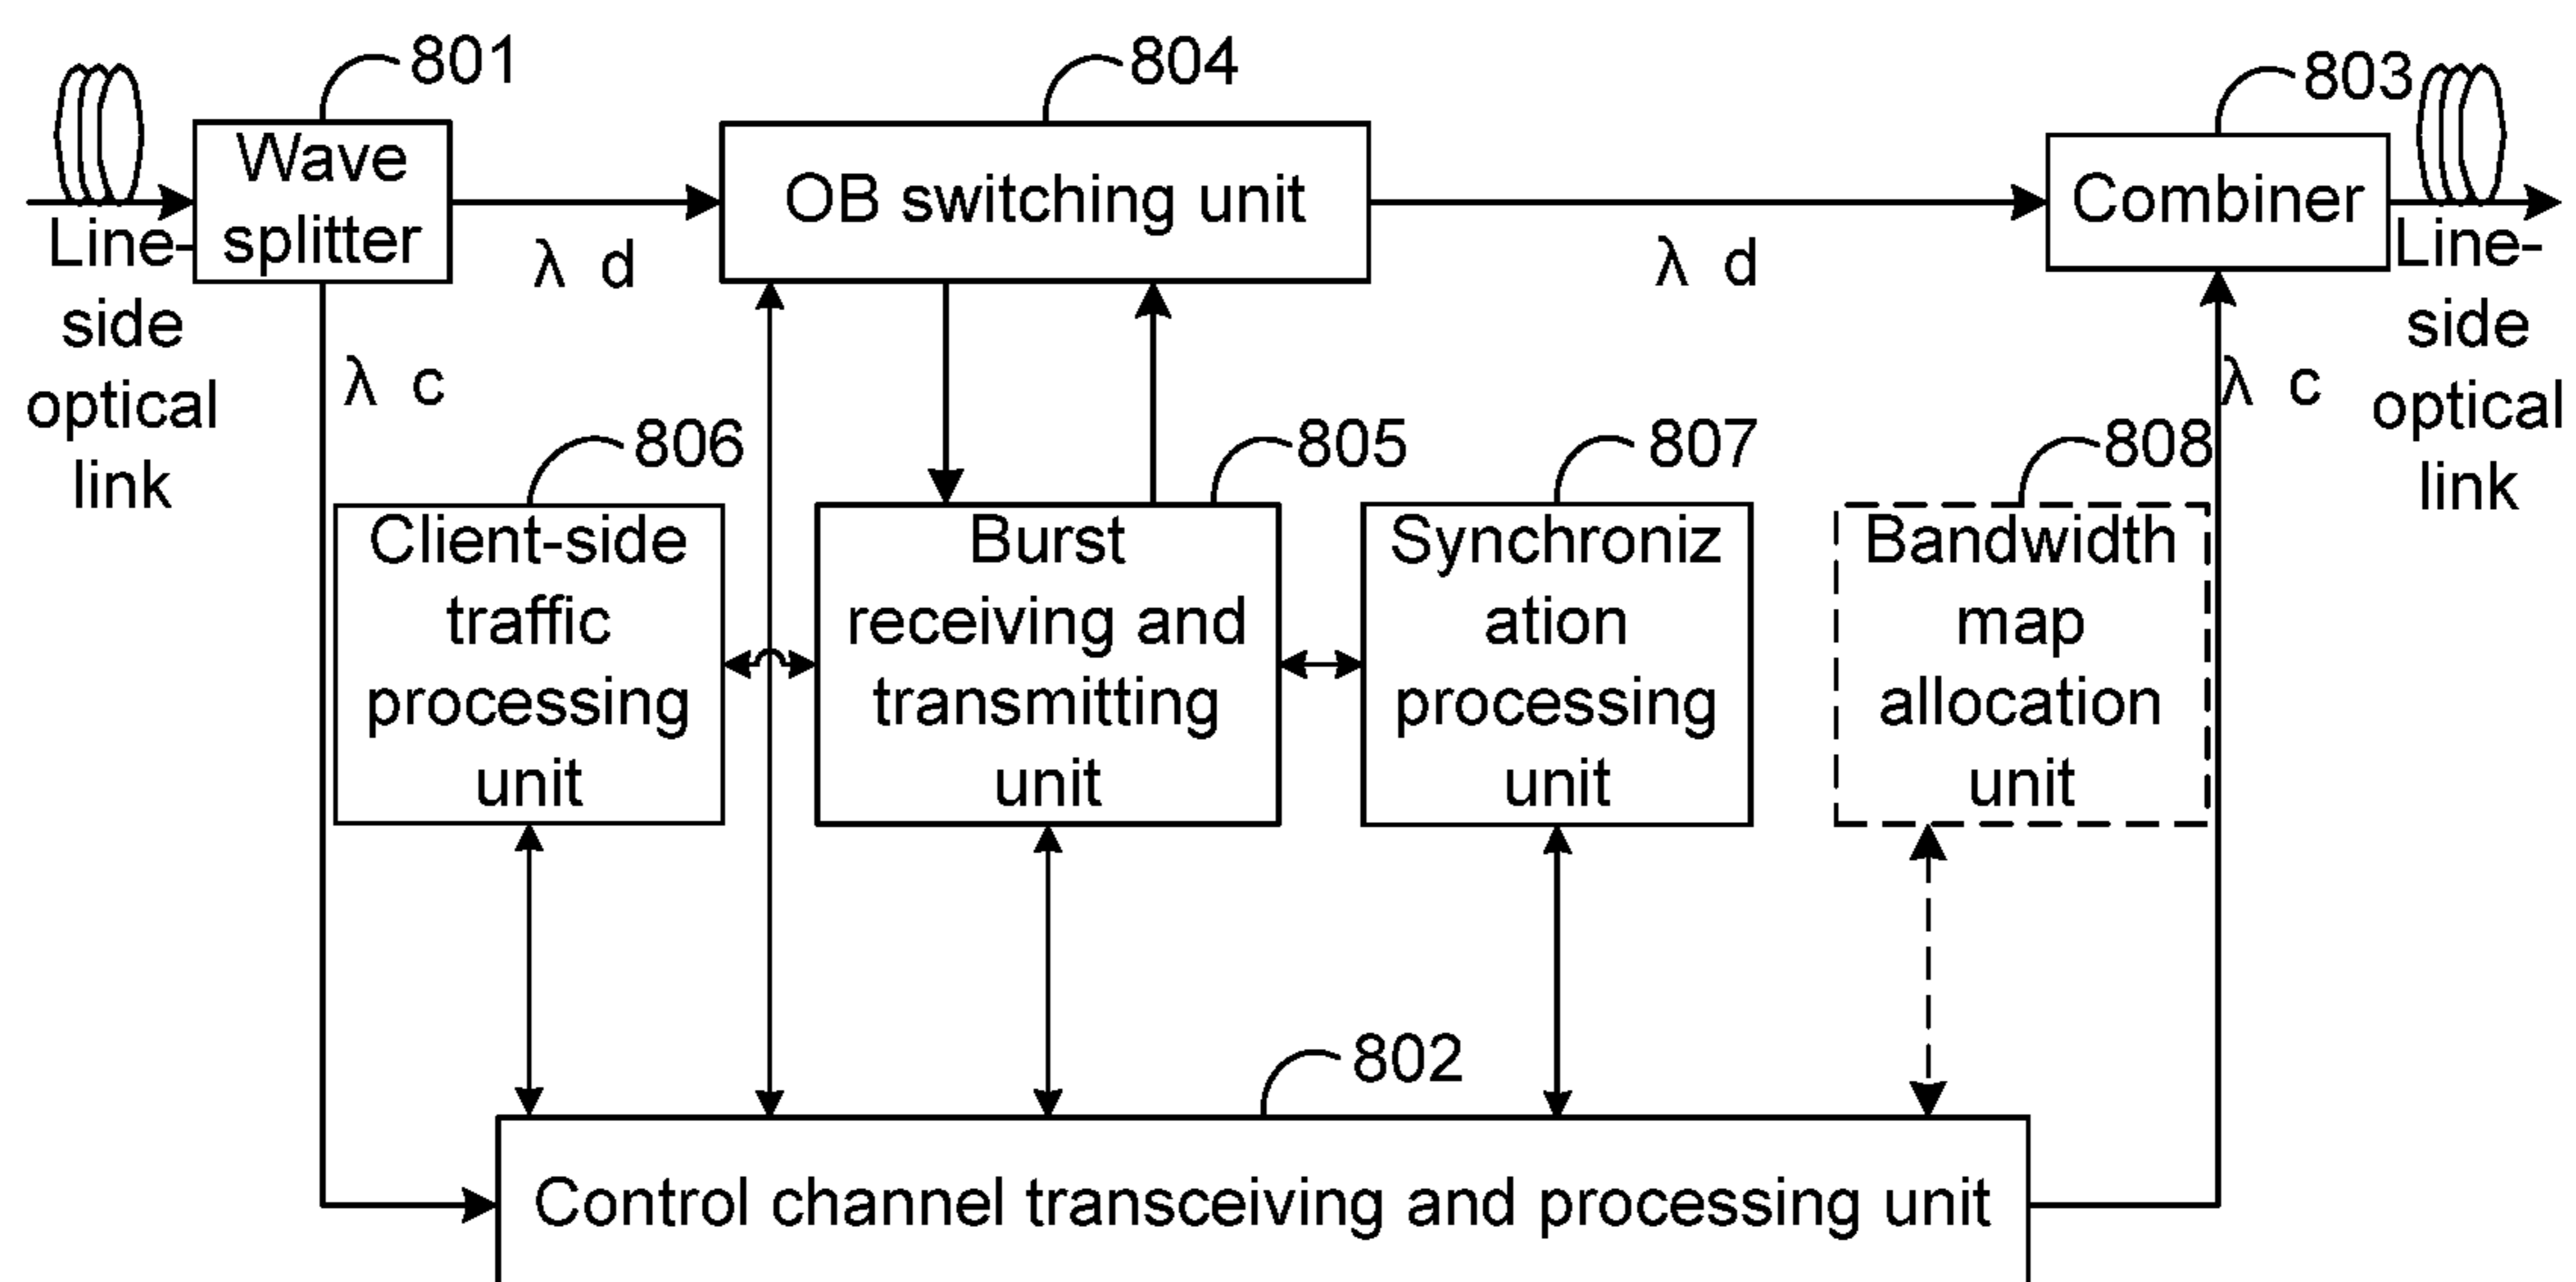 801
804
803
Wave
splitter
OB switching unit
Combiner
Line-
side
optical
link
λ d
λ d
Line-
side
optical
link
λ c
λ c
806
805
807
808
Client-side
traffic
processing
unit
Burst
receiving and
transmitting
unit
Synchroniz
ation
processing
unit
Bandwidth
map
allocation
unit
802
Control channel transceiving and processing unit